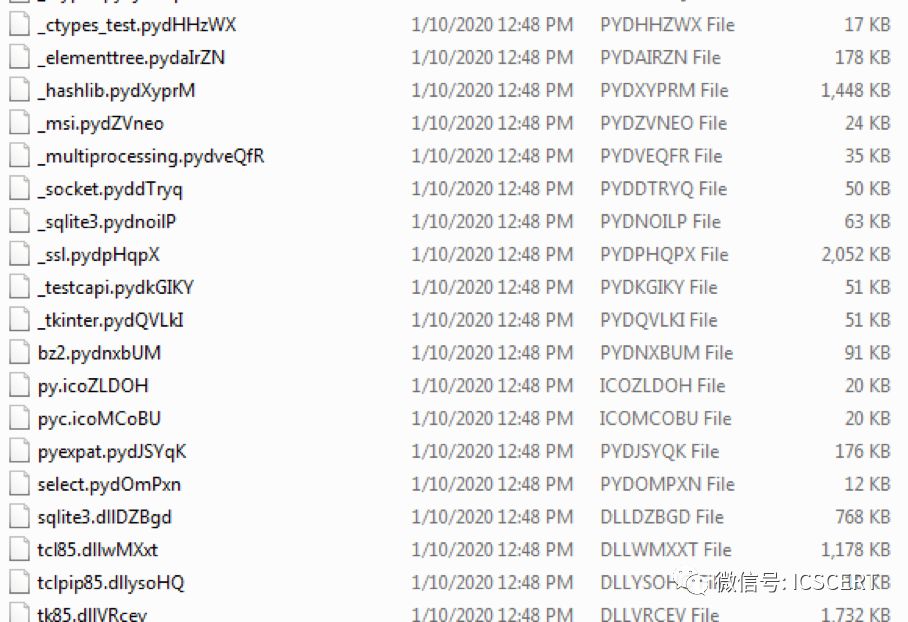 _ctypes_test.pydHHzWX 1/10/2020 12:48 PM PYDHHZWX File 17 KB
_elementtree.pydaIrZN 1/10/2020 12:48 PM PYDAIRZN File 178 KB
_hashlib.pydXyprM 1/10/2020 12:48 PM PYDXYPRM File 1,448 KB
_msi.pydZVneo 1/10/2020 12:48 PM PYDZVNEO File 24 KB
_multiprocessing.pydveQfR 1/10/2020 12:48 PM PYDVEQFR File 35 KB
_socket.pyddTryq 1/10/2020 12:48 PM PYDDTRYQ File 50 KB
_sqlite3.pydnoilP 1/10/2020 12:48 PM PYDNOILP File 63 KB
_ssl.pydpHqpX 1/10/2020 12:48 PM PYDPHQPX File 2,052 KB
_testcapi.pydkGIKY 1/10/2020 12:48 PM PYDKGIKY File 51 KB
_tkinter.pydQVLkI 1/10/2020 12:48 PM PYDQVLKI File 51 KB
bz2.pydnxbUM 1/10/2020 12:48 PM PYDNXBUM File 91 KB
py.icoZLDOH 1/10/2020 12:48 PM ICOZLDOH File 20 KB
pyc.icoMCoBU 1/10/2020 12:48 PM ICOMCOBU File 20 KB
pyexpat.pydJSYqK 1/10/2020 12:48 PM PYDJSYQK File 176 KB
select.pydOmPxn 1/10/2020 12:48 PM PYDOMPXN File 12 KB
sqlite3.dllDZBgd 1/10/2020 12:48 PM DLLDZBGD File 768 KB
tcl85.dllwMXxt 1/10/2020 12:48 PM DLLWMXXT File 1,178 KB
tclpip85.dllysoHQ 1/10/2020 12:48 PM KB
微信号: ICSCERT
tk85.dllVRcev 1/10/2020 12:48 PM DLLVRCEV File 1,732 KB